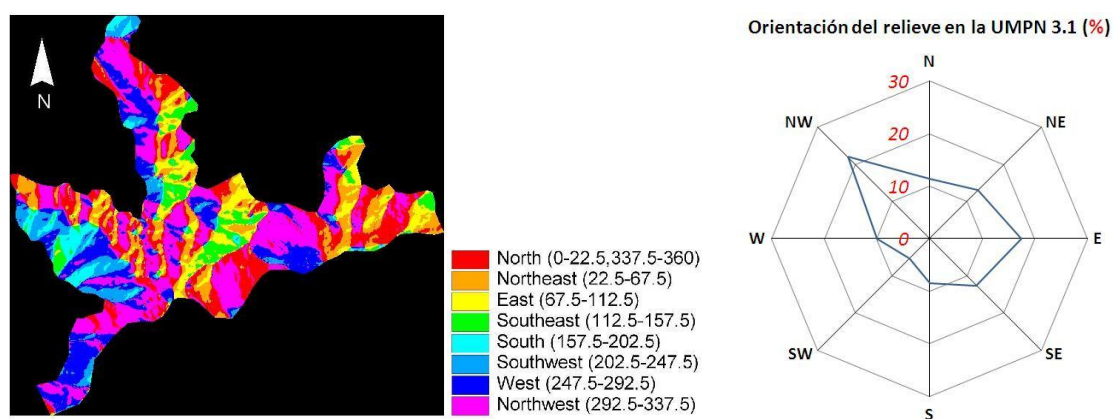 N
North (0-22.5,337.5-360)
Northeast (22.5-67.5)
East (67.5-112.5)
Southeast (112.5-157.5)
South (157.5-202.5)
Southwest (202.5-247.5)
West (247.5-292.5)
Northwest (292.5-337.5)
Orientación del relieve en la UMPN 3.1 (%)
N
30
NW
NE
20
10
W
0
E
SW
SE
S